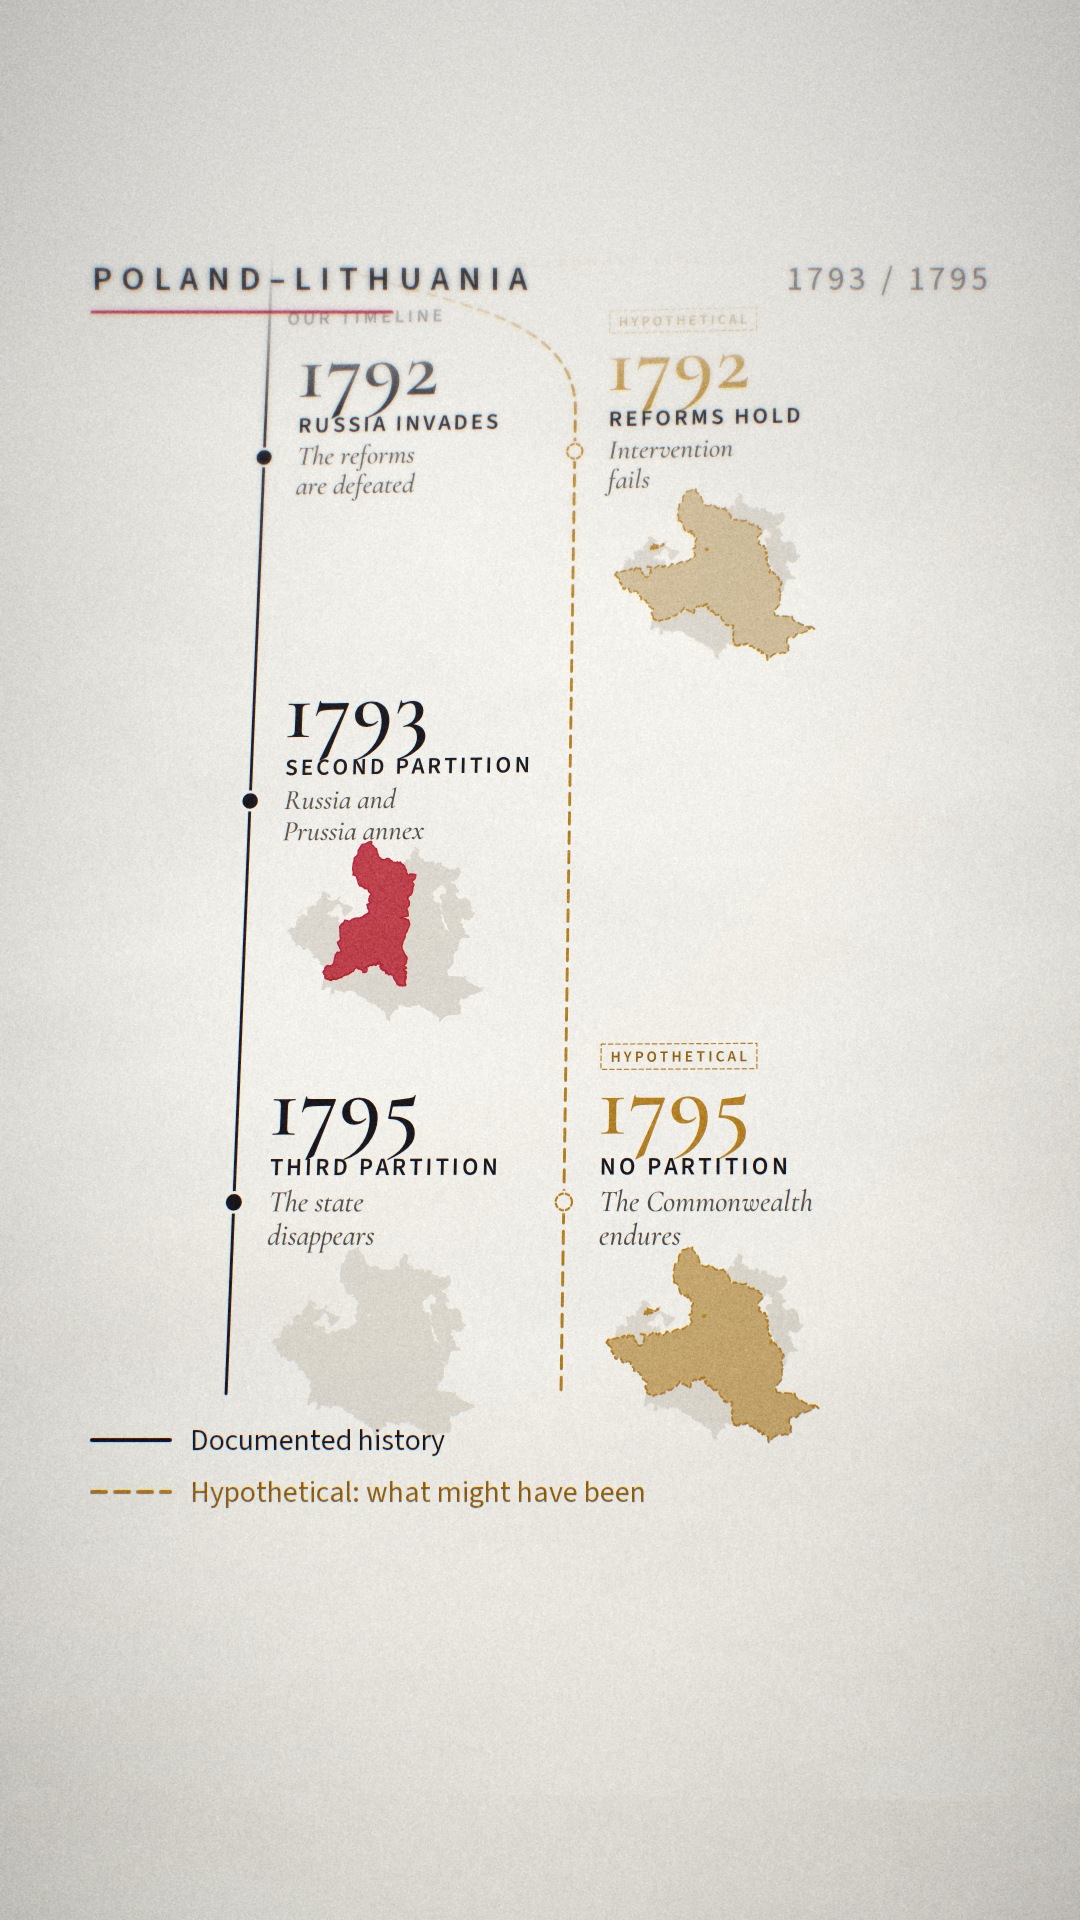 POLAND–LITHUANIA
1793 / 1795
OUR TIMELINE
1792
RUSSIA INVADES
The reforms
are defeated
HYPOTHETICAL
1792
REFORMS HOLD
Intervention
fails
1793
SECOND PARTITION
Russia and
Prussia annex
1795
THIRD PARTITION
The state
disappears
HYPOTHETICAL
1795
NO PARTITION
The Commonwealth
endures
Documented history
Hypothetical: what might have been